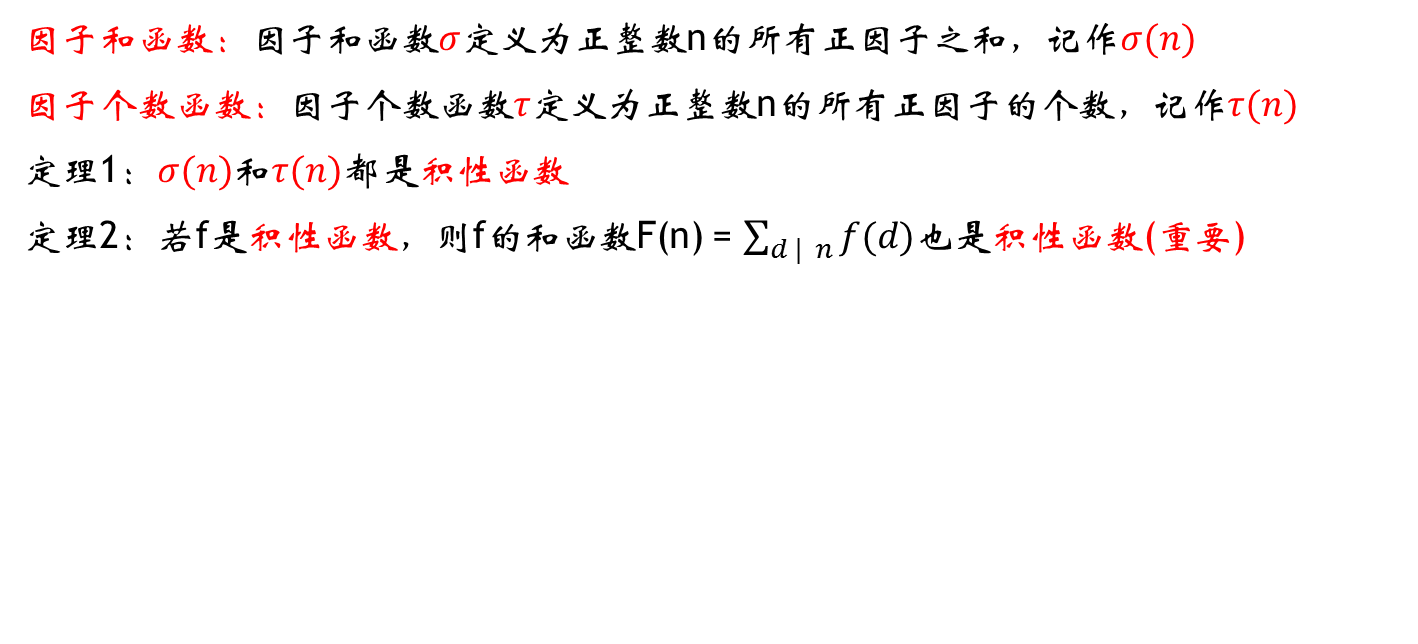 因子和函数：因子和函数σ定义为正整数n的所有正因子之和，记作σ(n)
因子个数函数：因子个数函数τ定义为正整数n的所有正因子的个数，记作τ(n)
定理1：σ(n)和τ(n)都是积性函数
定理2：若f是积性函数，则f的和函数F(n) = ∑_{d | n} f(d)也是积性函数(重要)